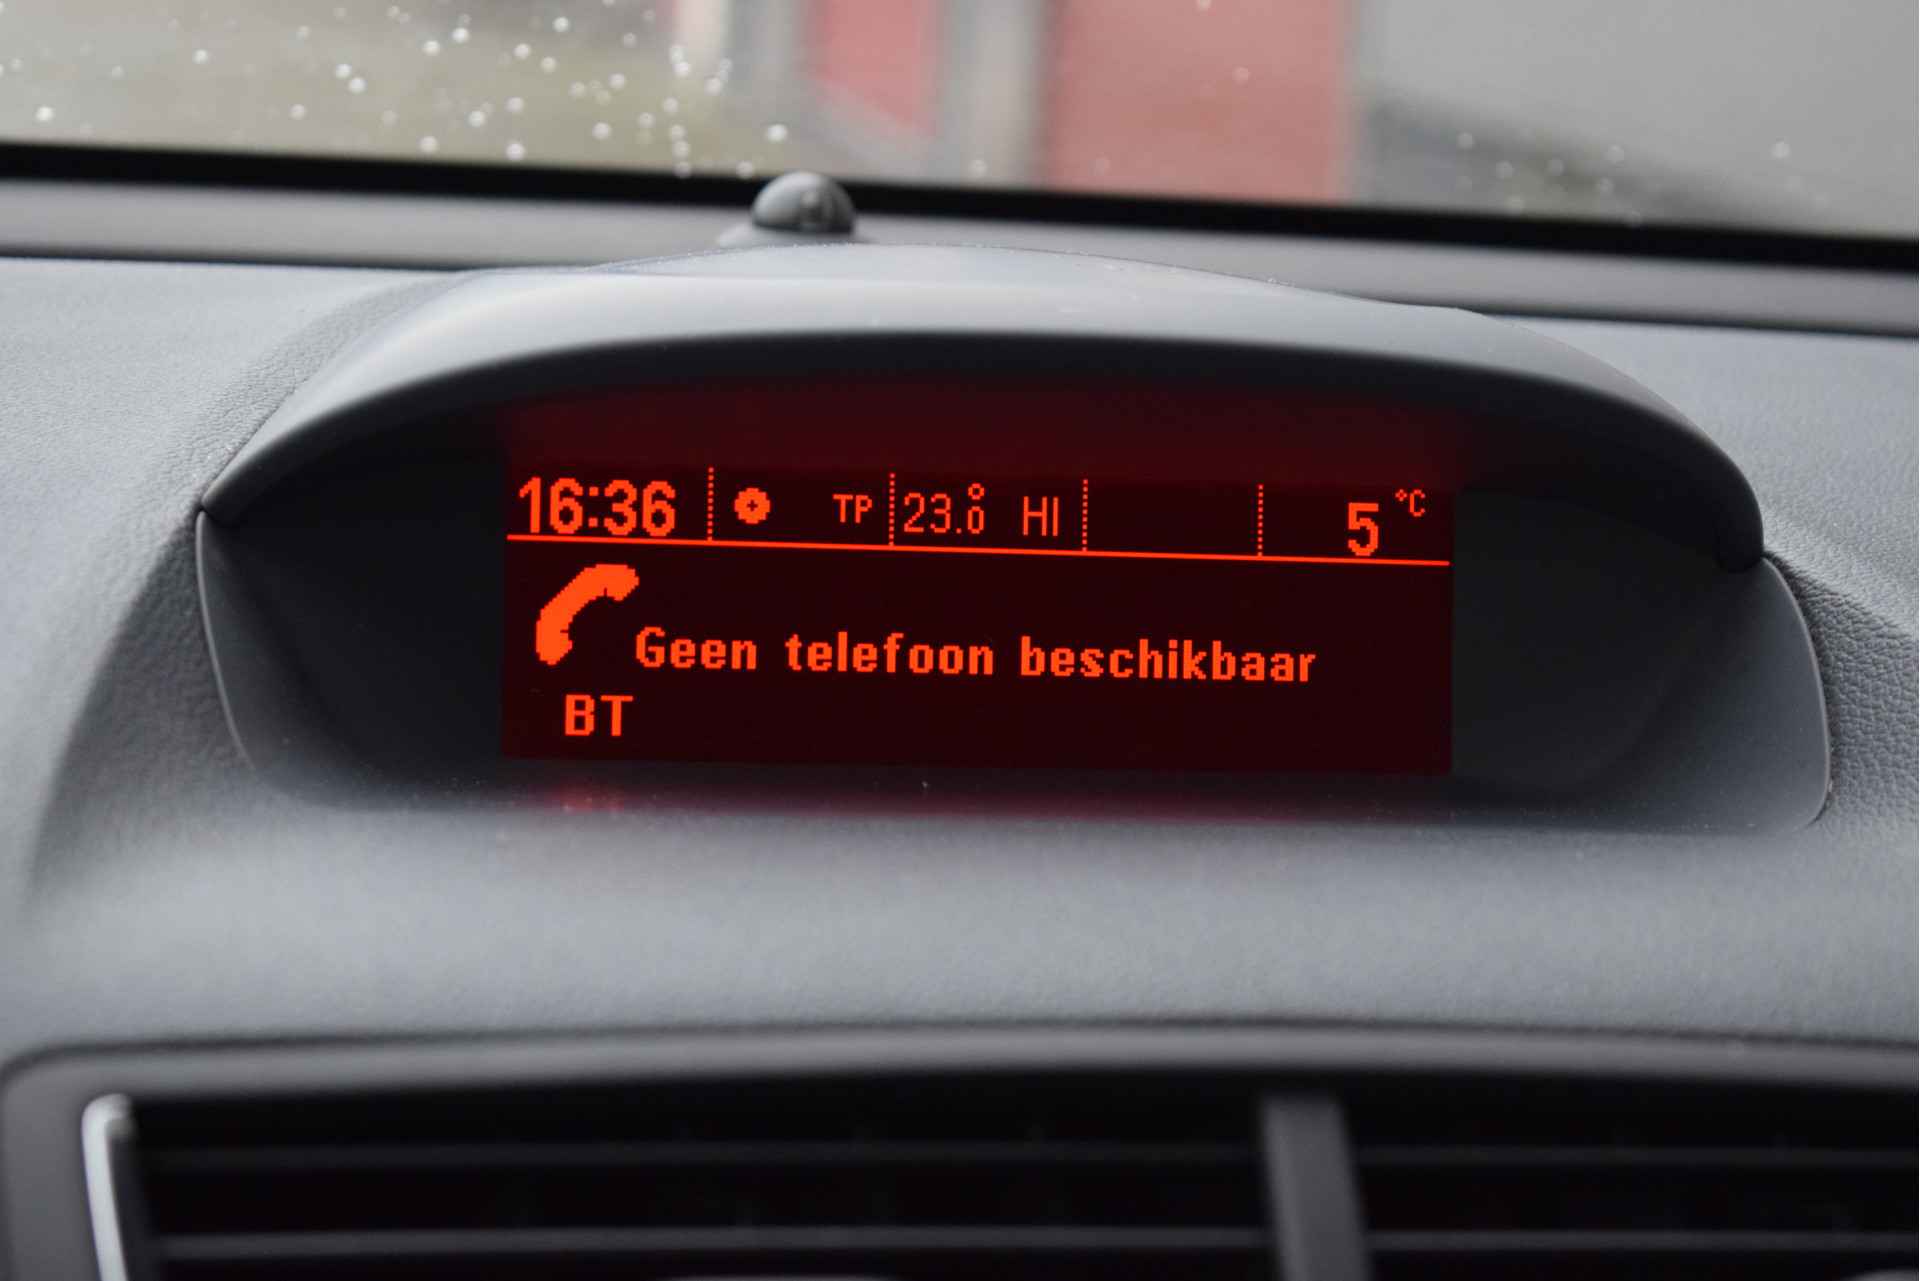 16:36 TP 23.0° HI 5 °C
Geen telefoon beschikbaar
BT